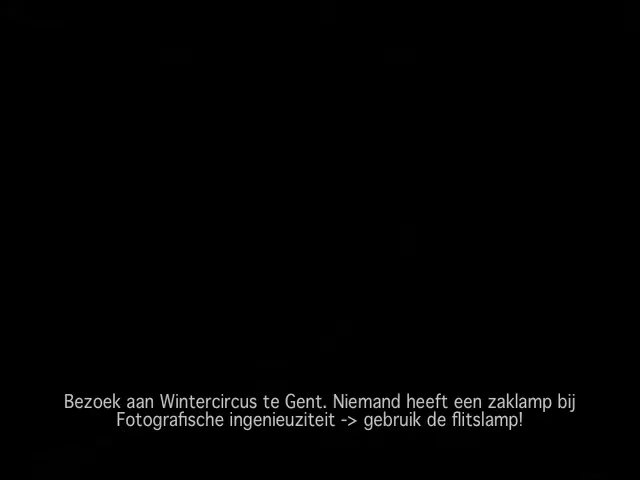 Bezoek aan Wintercircus te Gent. Niemand heeft een zaklamp bij
Fotografische ingenieuziteit -> gebruik de flitslamp!